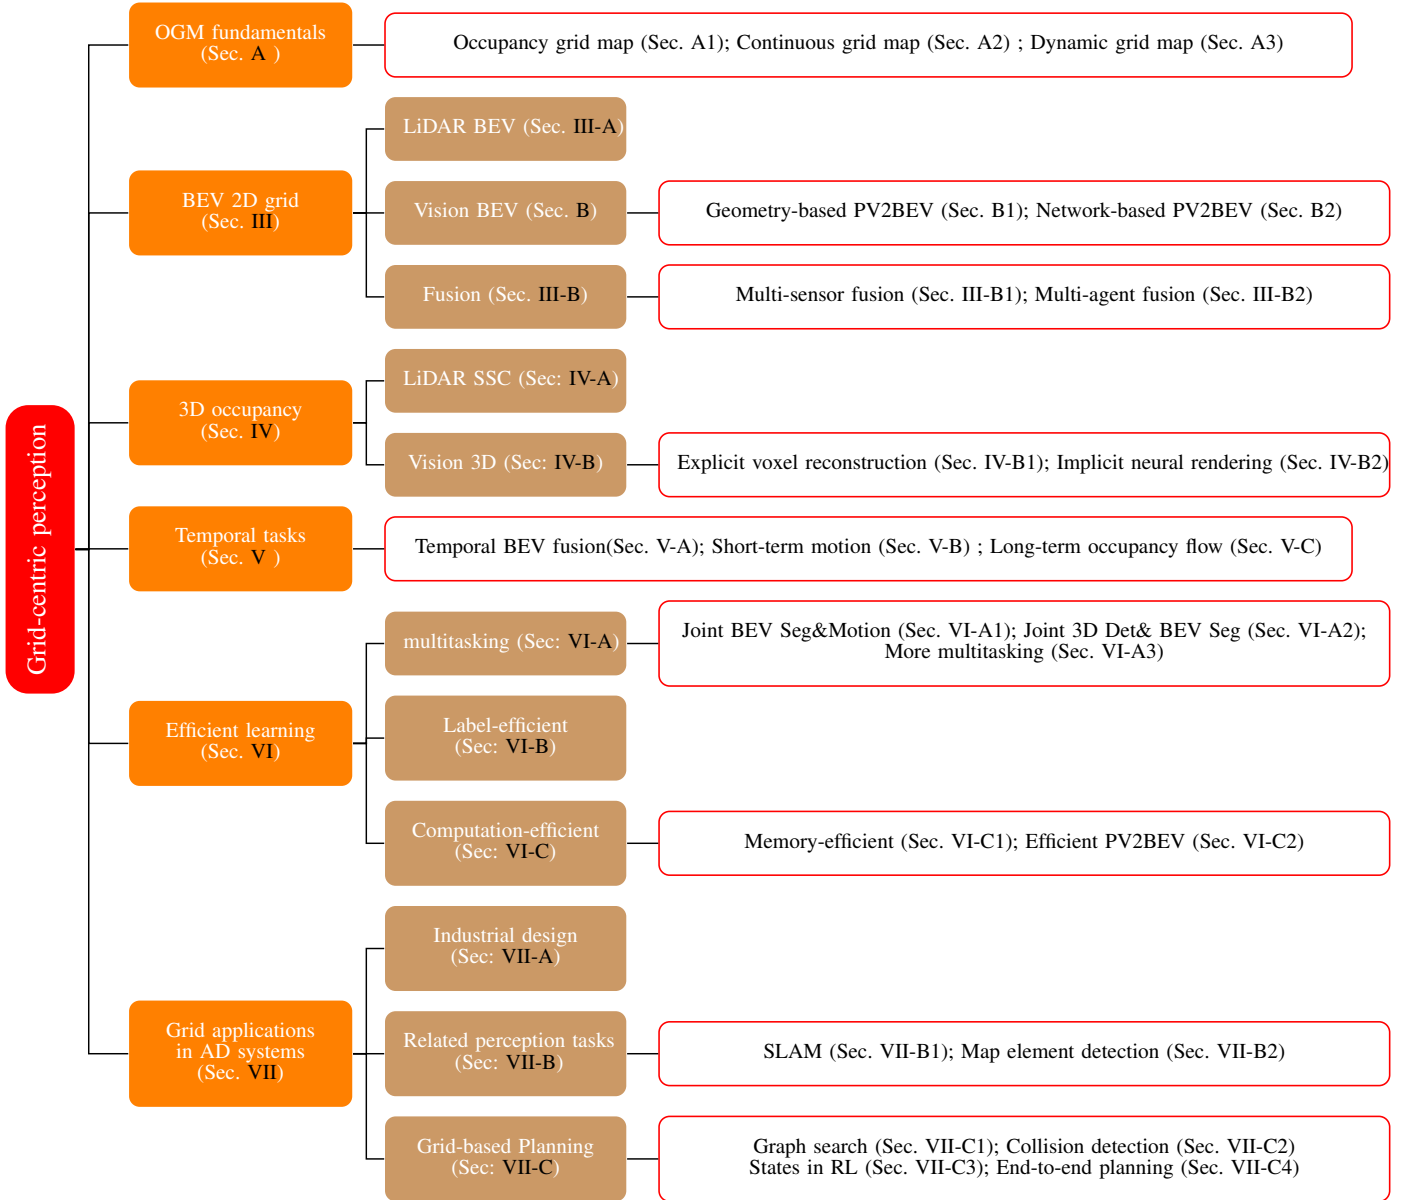 Grid-centric perception
OGM fundamentals
(Sec. A )
Occupancy grid map (Sec. A1); Continuous grid map (Sec. A2) ; Dynamic grid map (Sec. A3)
BEV 2D grid
(Sec. III)
LiDAR BEV (Sec. III-A)
Vision BEV (Sec. B)
Geometry-based PV2BEV (Sec. B1); Network-based PV2BEV (Sec. B2)
Fusion (Sec. III-B)
Multi-sensor fusion (Sec. III-B1); Multi-agent fusion (Sec. III-B2)
3D occupancy
(Sec. IV)
LiDAR SSC (Sec: IV-A)
Vision 3D (Sec: IV-B)
Explicit voxel reconstruction (Sec. IV-B1); Implicit neural rendering (Sec. IV-B2)
Temporal tasks
(Sec. V )
Temporal BEV fusion(Sec. V-A); Short-term motion (Sec. V-B) ; Long-term occupancy flow (Sec. V-C)
Efficient learning
(Sec. VI)
multitasking (Sec: VI-A)
Joint BEV Seg&Motion (Sec. VI-A1); Joint 3D Det& BEV Seg (Sec. VI-A2);
More multitasking (Sec. VI-A3)
Label-efficient
(Sec: VI-B)
Computation-efficient
(Sec: VI-C)
Memory-efficient (Sec. VI-C1); Efficient PV2BEV (Sec. VI-C2)
Grid applications
in AD systems
(Sec. VII)
Industrial design
(Sec: VII-A)
Related perception tasks
(Sec: VII-B)
SLAM (Sec. VII-B1); Map element detection (Sec. VII-B2)
Grid-based Planning
(Sec: VII-C)
Graph search (Sec. VII-C1); Collision detection (Sec. VII-C2)
States in RL (Sec. VII-C3); End-to-end planning (Sec. VII-C4)